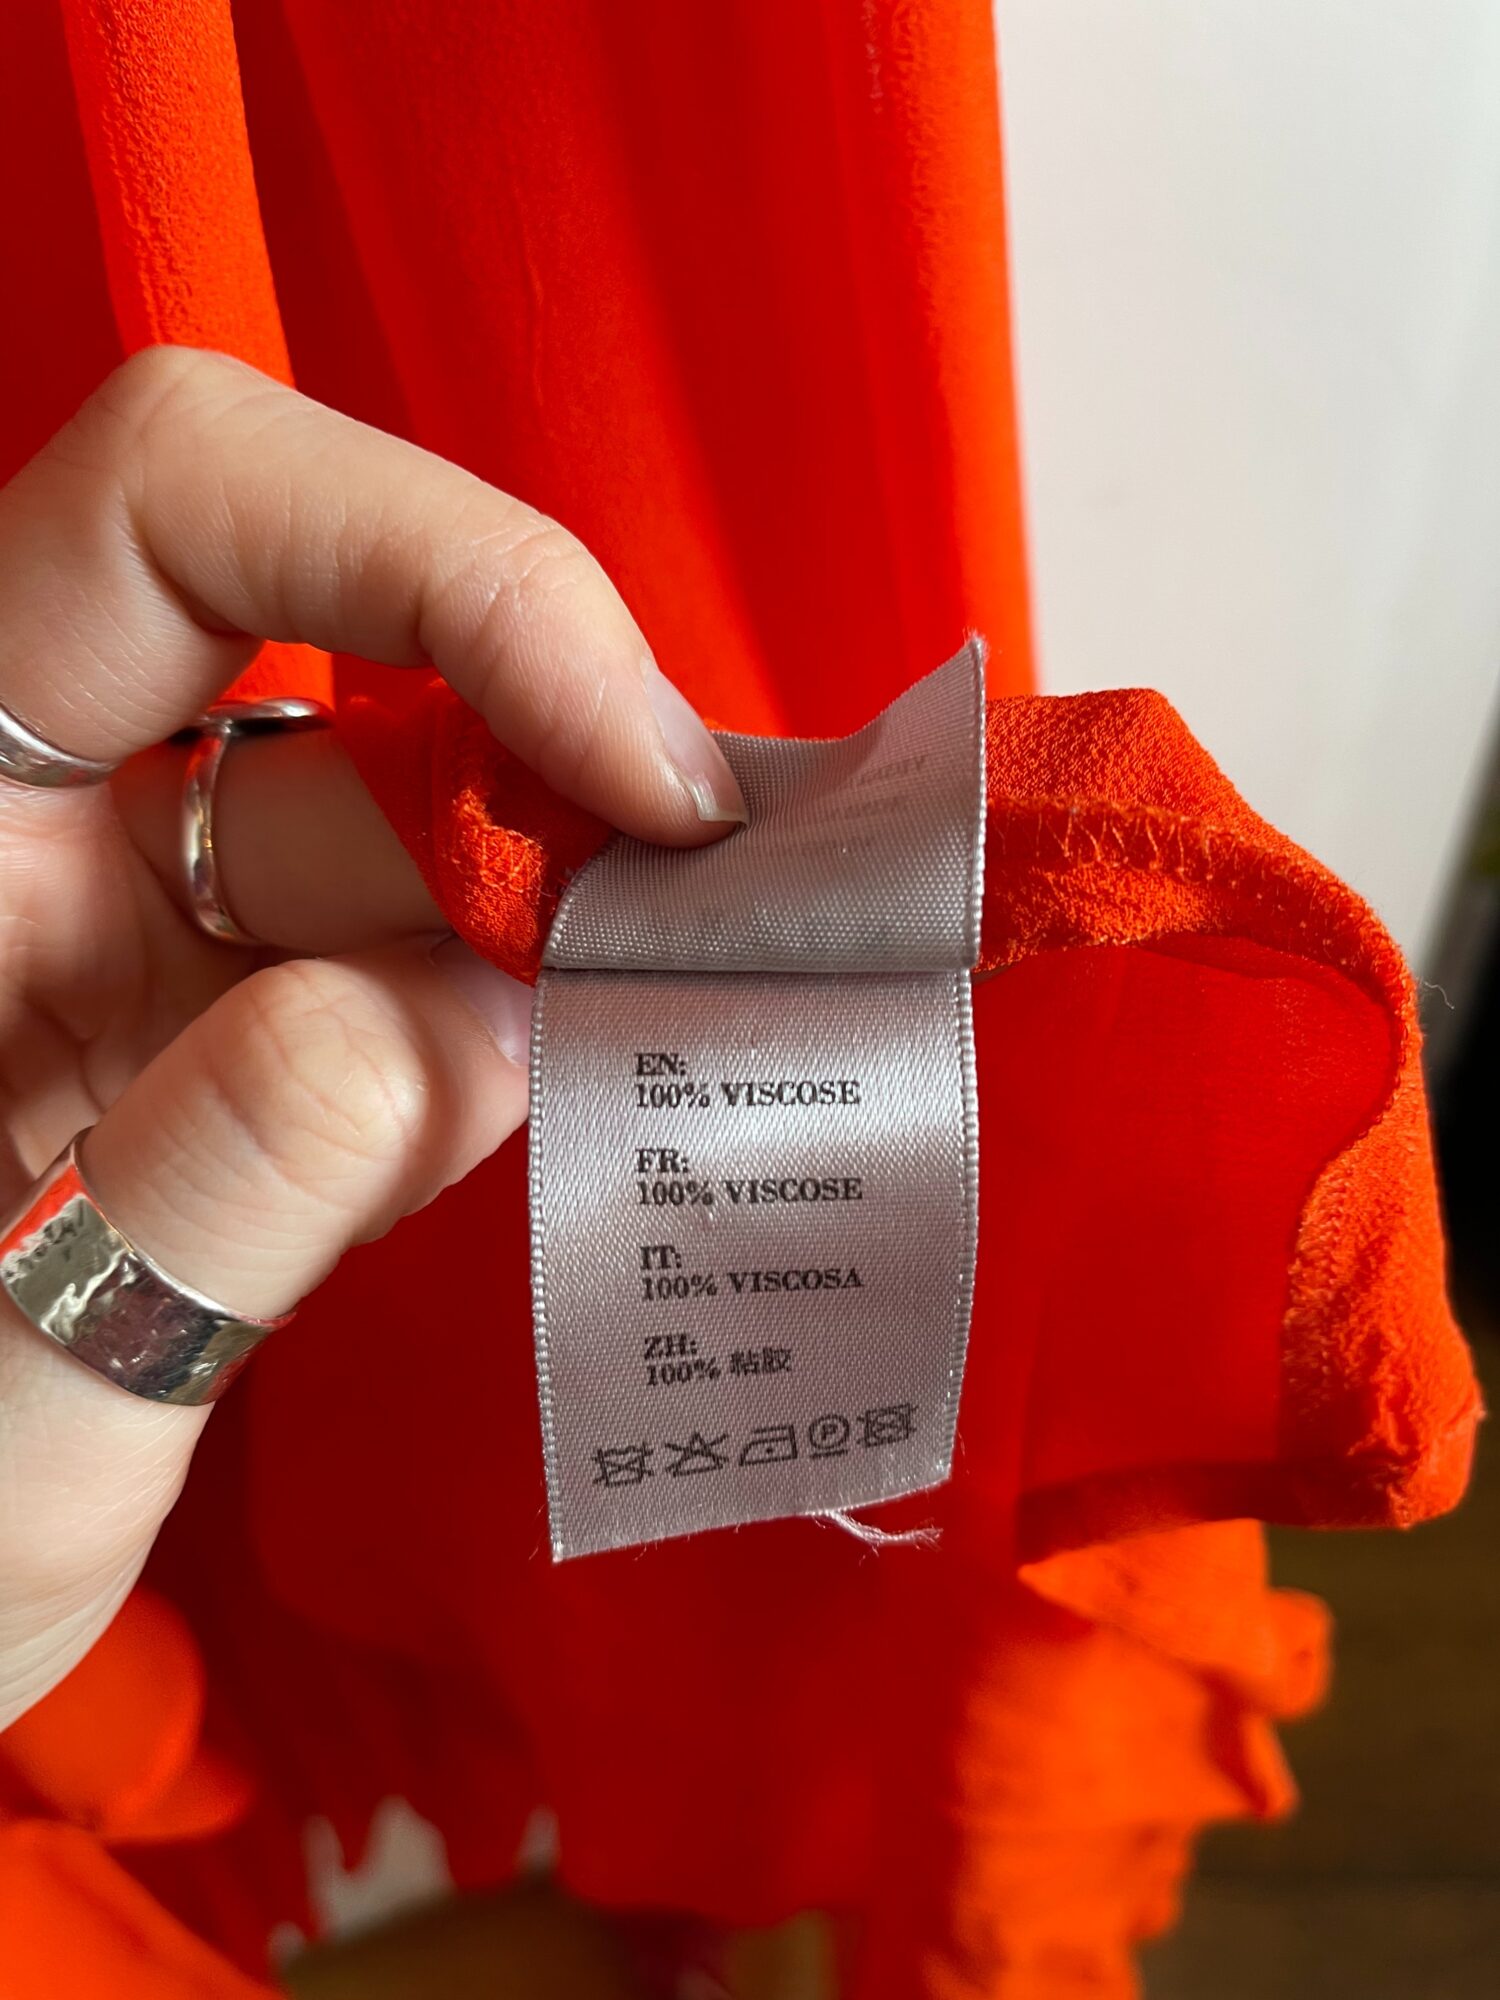 EN:
100% VISCOSE
FR:
100% VISCOSE
IT:
100% VISCOSA
ZH:
100% 粘胶
P